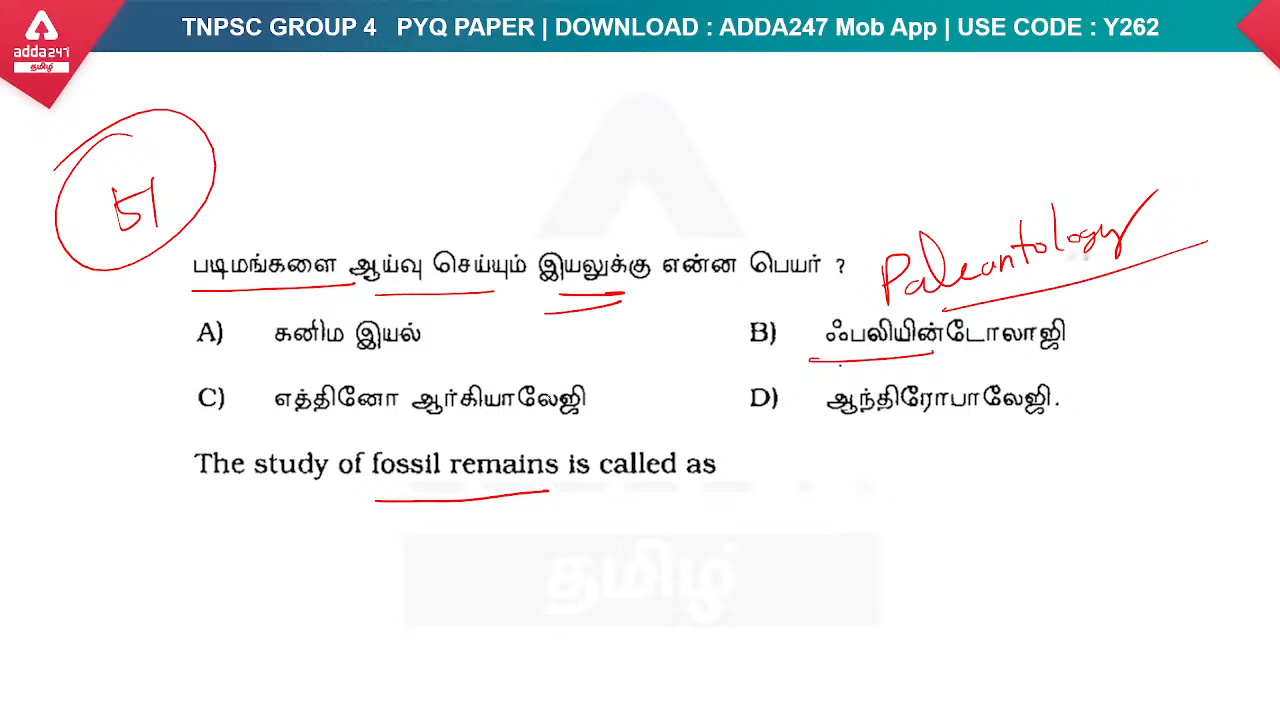 TNPSC GROUP 4 PYQ PAPER | DOWNLOAD : ADDA247 Mob App | USE CODE : Y262
adda247
தமிழ்
51
Paleantology
படிமங்களை ஆய்வு செய்யும் இயலுக்கு என்ன பெயர் ?
A) கனிம இயல்
B) ஃபலியின்டோலாஜி
C) எத்தினோ ஆர்கியாலேஜி
D) ஆந்திரோபாலேஜி.
The study of fossil remains is called as
தமிழ்